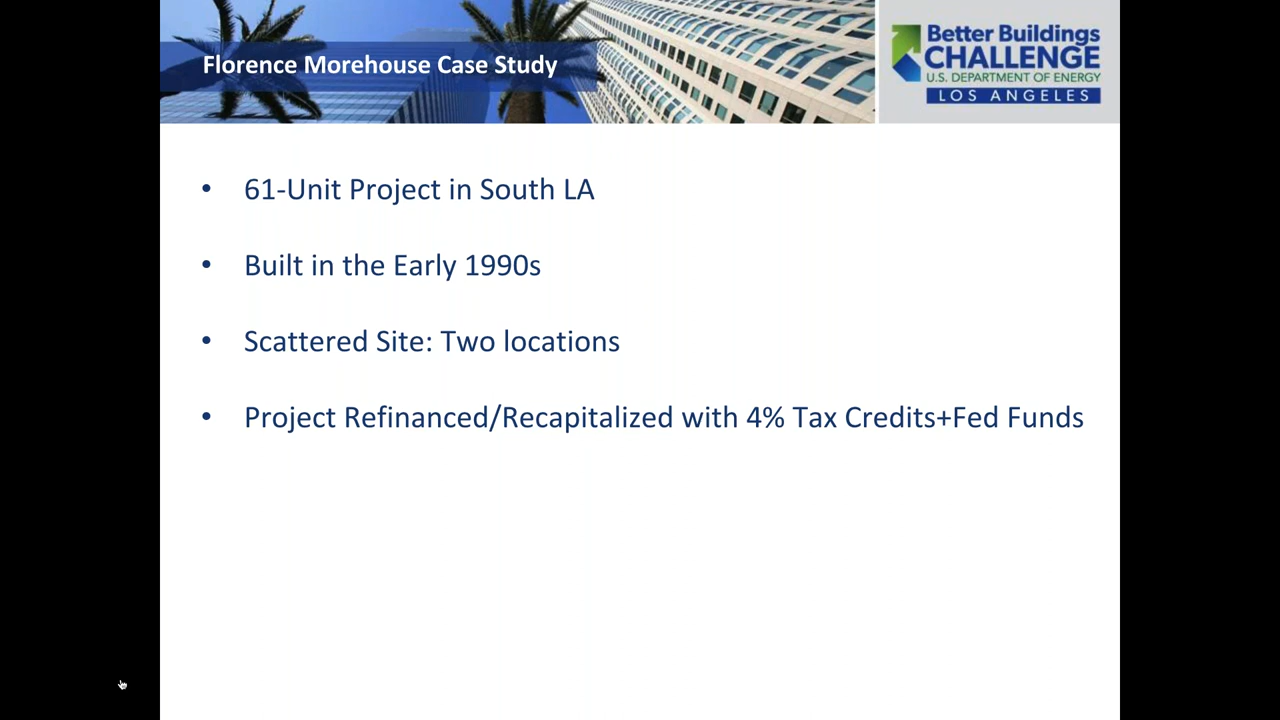 Florence Morehouse Case Study
Better Buildings
CHALLENGE
U.S. DEPARTMENT OF ENERGY
LOS ANGELES
• 61-Unit Project in South LA
• Built in the Early 1990s
• Scattered Site: Two locations
• Project Refinanced/Recapitalized with 4% Tax Credits+Fed Funds